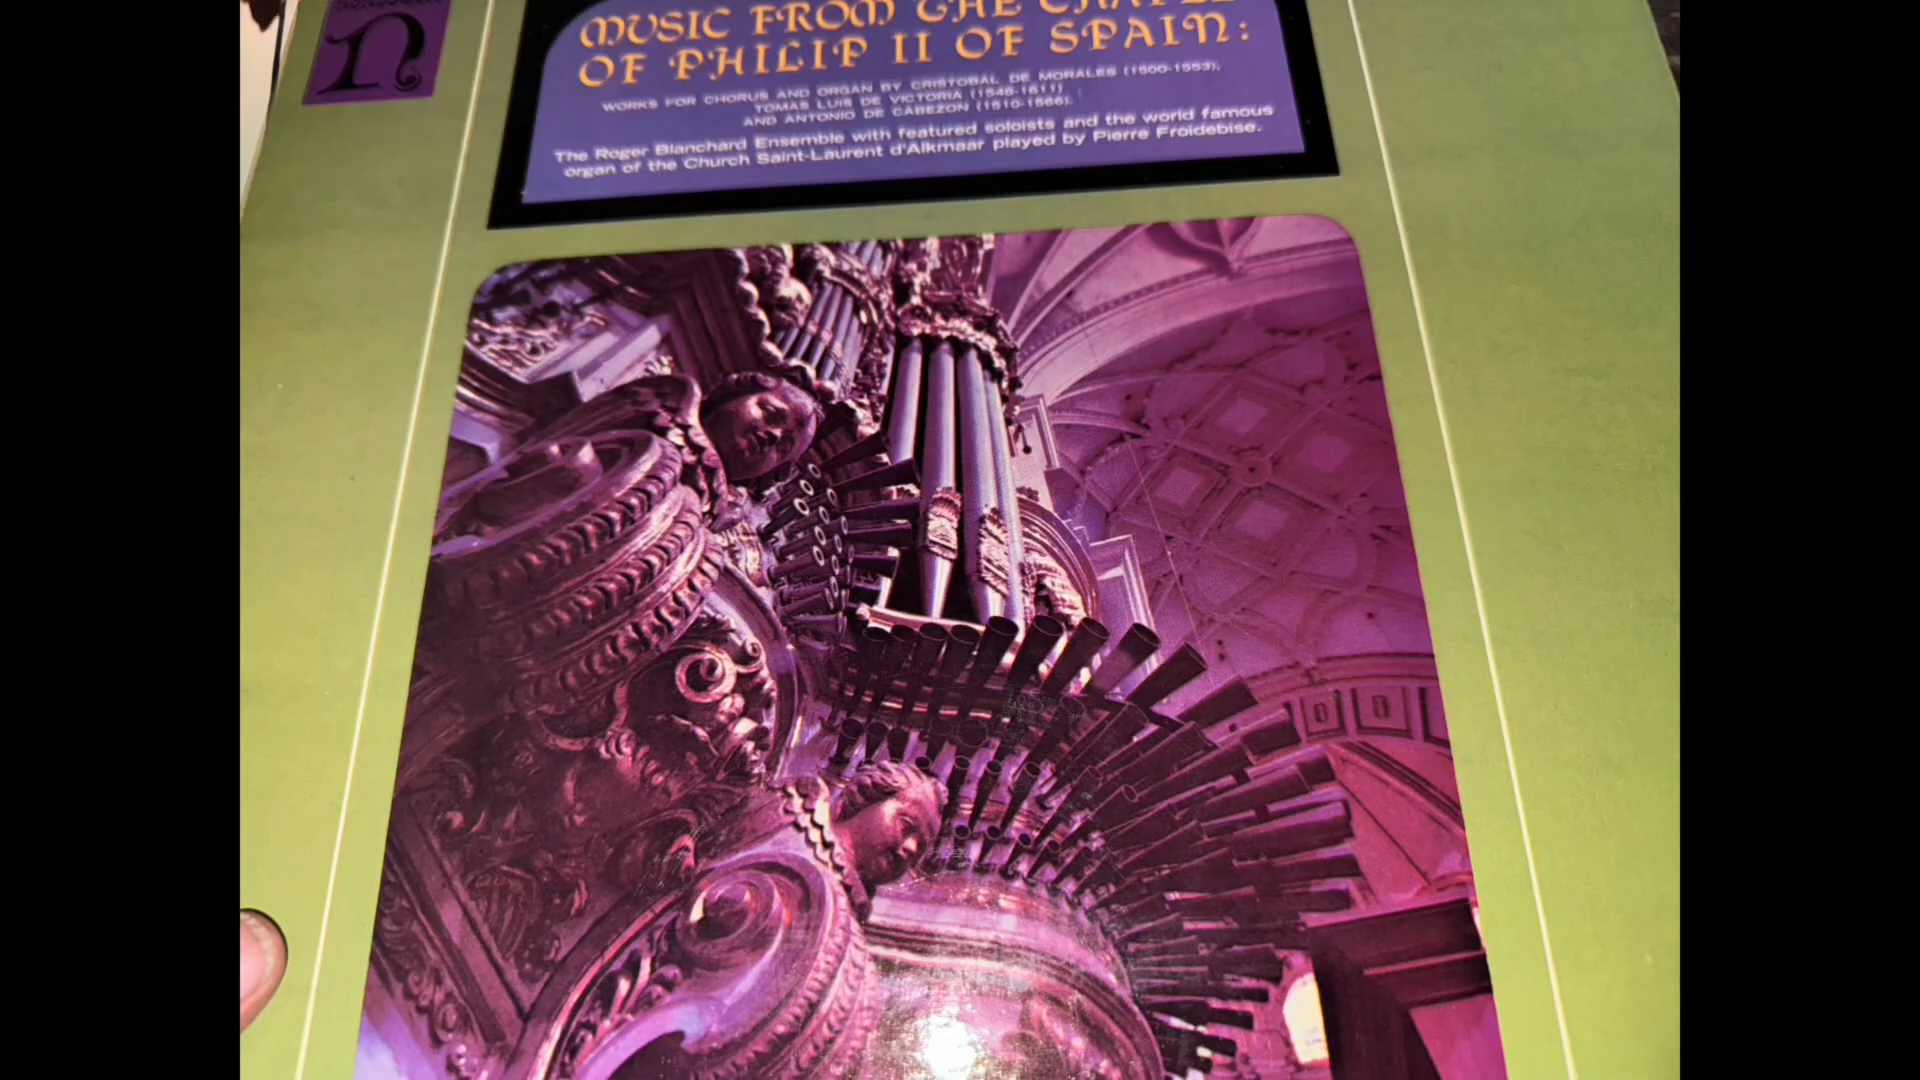 n
MUSIC FROM THE CHAPEL
OF PHILIP II OF SPAIN:
WORKS FOR CHORUS AND ORGAN BY CRISTOBAL DE MORALES (1500-1553),
TOMAS LUIS DE VICTORIA (1548-1611),
AND ANTONIO DE CABEZON (1510-1566).
The Roger Blanchard Ensemble with featured soloists and the world famous
organ of the Church Saint-Laurent d'Alkmaar played by Pierre Froidebise.